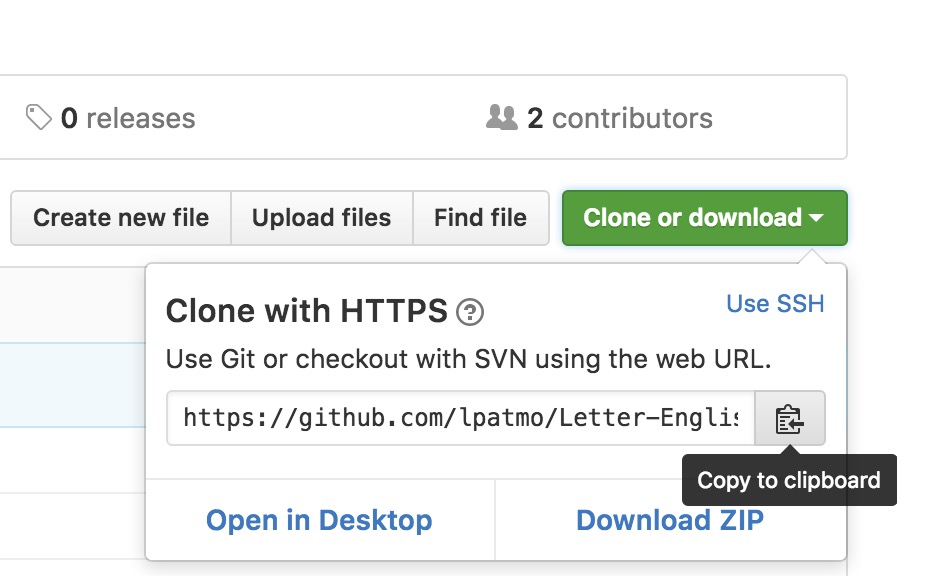 0 releases
2 contributors
Create new file
Upload files
Find file
Clone or download
Clone with HTTPS ?
Use SSH
Use Git or checkout with SVN using the web URL.
https://github.com/lpatmo/Letter-Englis
Copy to clipboard
Open in Desktop
Download ZIP